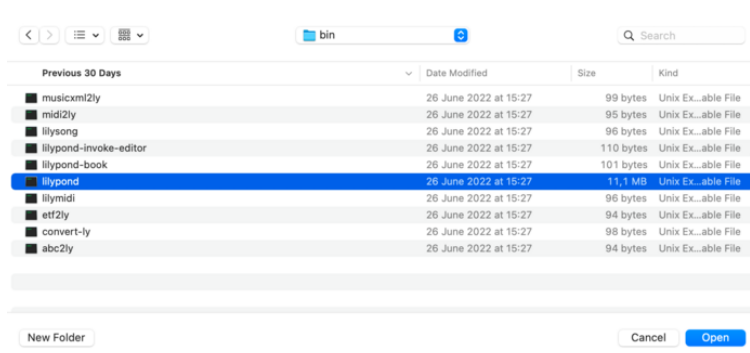 bin
Search
Previous 30 Days Date Modified Size Kind
musicxml2ly 26 June 2022 at 15:27 99 bytes Unix Ex...able File
midi2ly 26 June 2022 at 15:27 95 bytes Unix Ex...able File
lilysong 26 June 2022 at 15:27 96 bytes Unix Ex...able File
lilypond-invoke-editor 26 June 2022 at 15:27 110 bytes Unix Ex...able File
lilypond-book 26 June 2022 at 15:27 101 bytes Unix Ex...able File
lilypond 26 June 2022 at 15:27 11,1 MB Unix Ex...able File
lilymidi 26 June 2022 at 15:27 96 bytes Unix Ex...able File
etf2ly 26 June 2022 at 15:27 94 bytes Unix Ex...able File
convert-ly 26 June 2022 at 15:27 98 bytes Unix Ex...able File
abc2ly 26 June 2022 at 15:27 94 bytes Unix Ex...able File
New Folder Cancel Open